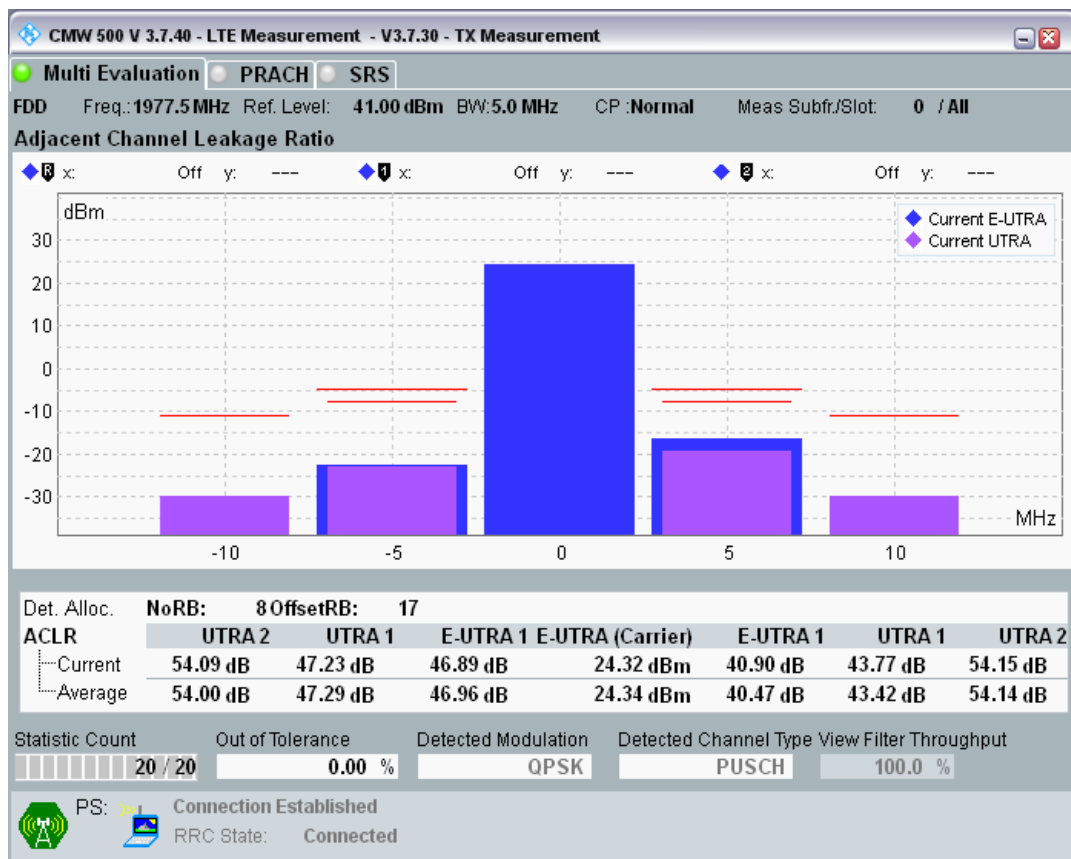 CMW 500 V 3.7.40 - LTE Measurement - V3.7.30 - TX Measurement
Multi Evaluation PRACH SRS
FDD Freq.:1977.5 MHz Ref. Level: 41.00 dBm BW:5.0 MHz CP :Normal Meas Subfr./Slot: 0 / All
Adjacent Channel Leakage Ratio
R x: Off y: --- 1 x: Off y: --- 2 x: Off y: ---
dBm
Current E-UTRA
Current UTRA
30
20
10
0
-10
-20
-30
MHz
-10 -5 0 5 10
Det. Alloc. NoRB: 8 OffsetRB: 17
ACLR UTRA 2 UTRA 1 E-UTRA 1 E-UTRA (Carrier) E-UTRA 1 UTRA 1 UTRA 2
Current 54.09 dB 47.23 dB 46.89 dB 24.32 dBm 40.90 dB 43.77 dB 54.15 dB
Average 54.00 dB 47.29 dB 46.96 dB 24.34 dBm 40.47 dB 43.42 dB 54.14 dB
Statistic Count Out of Tolerance Detected Modulation Detected Channel Type View Filter Throughput
20 / 20 0.00 % QPSK PUSCH 100.0 %
PS: Connection Established
RRC State: Connected